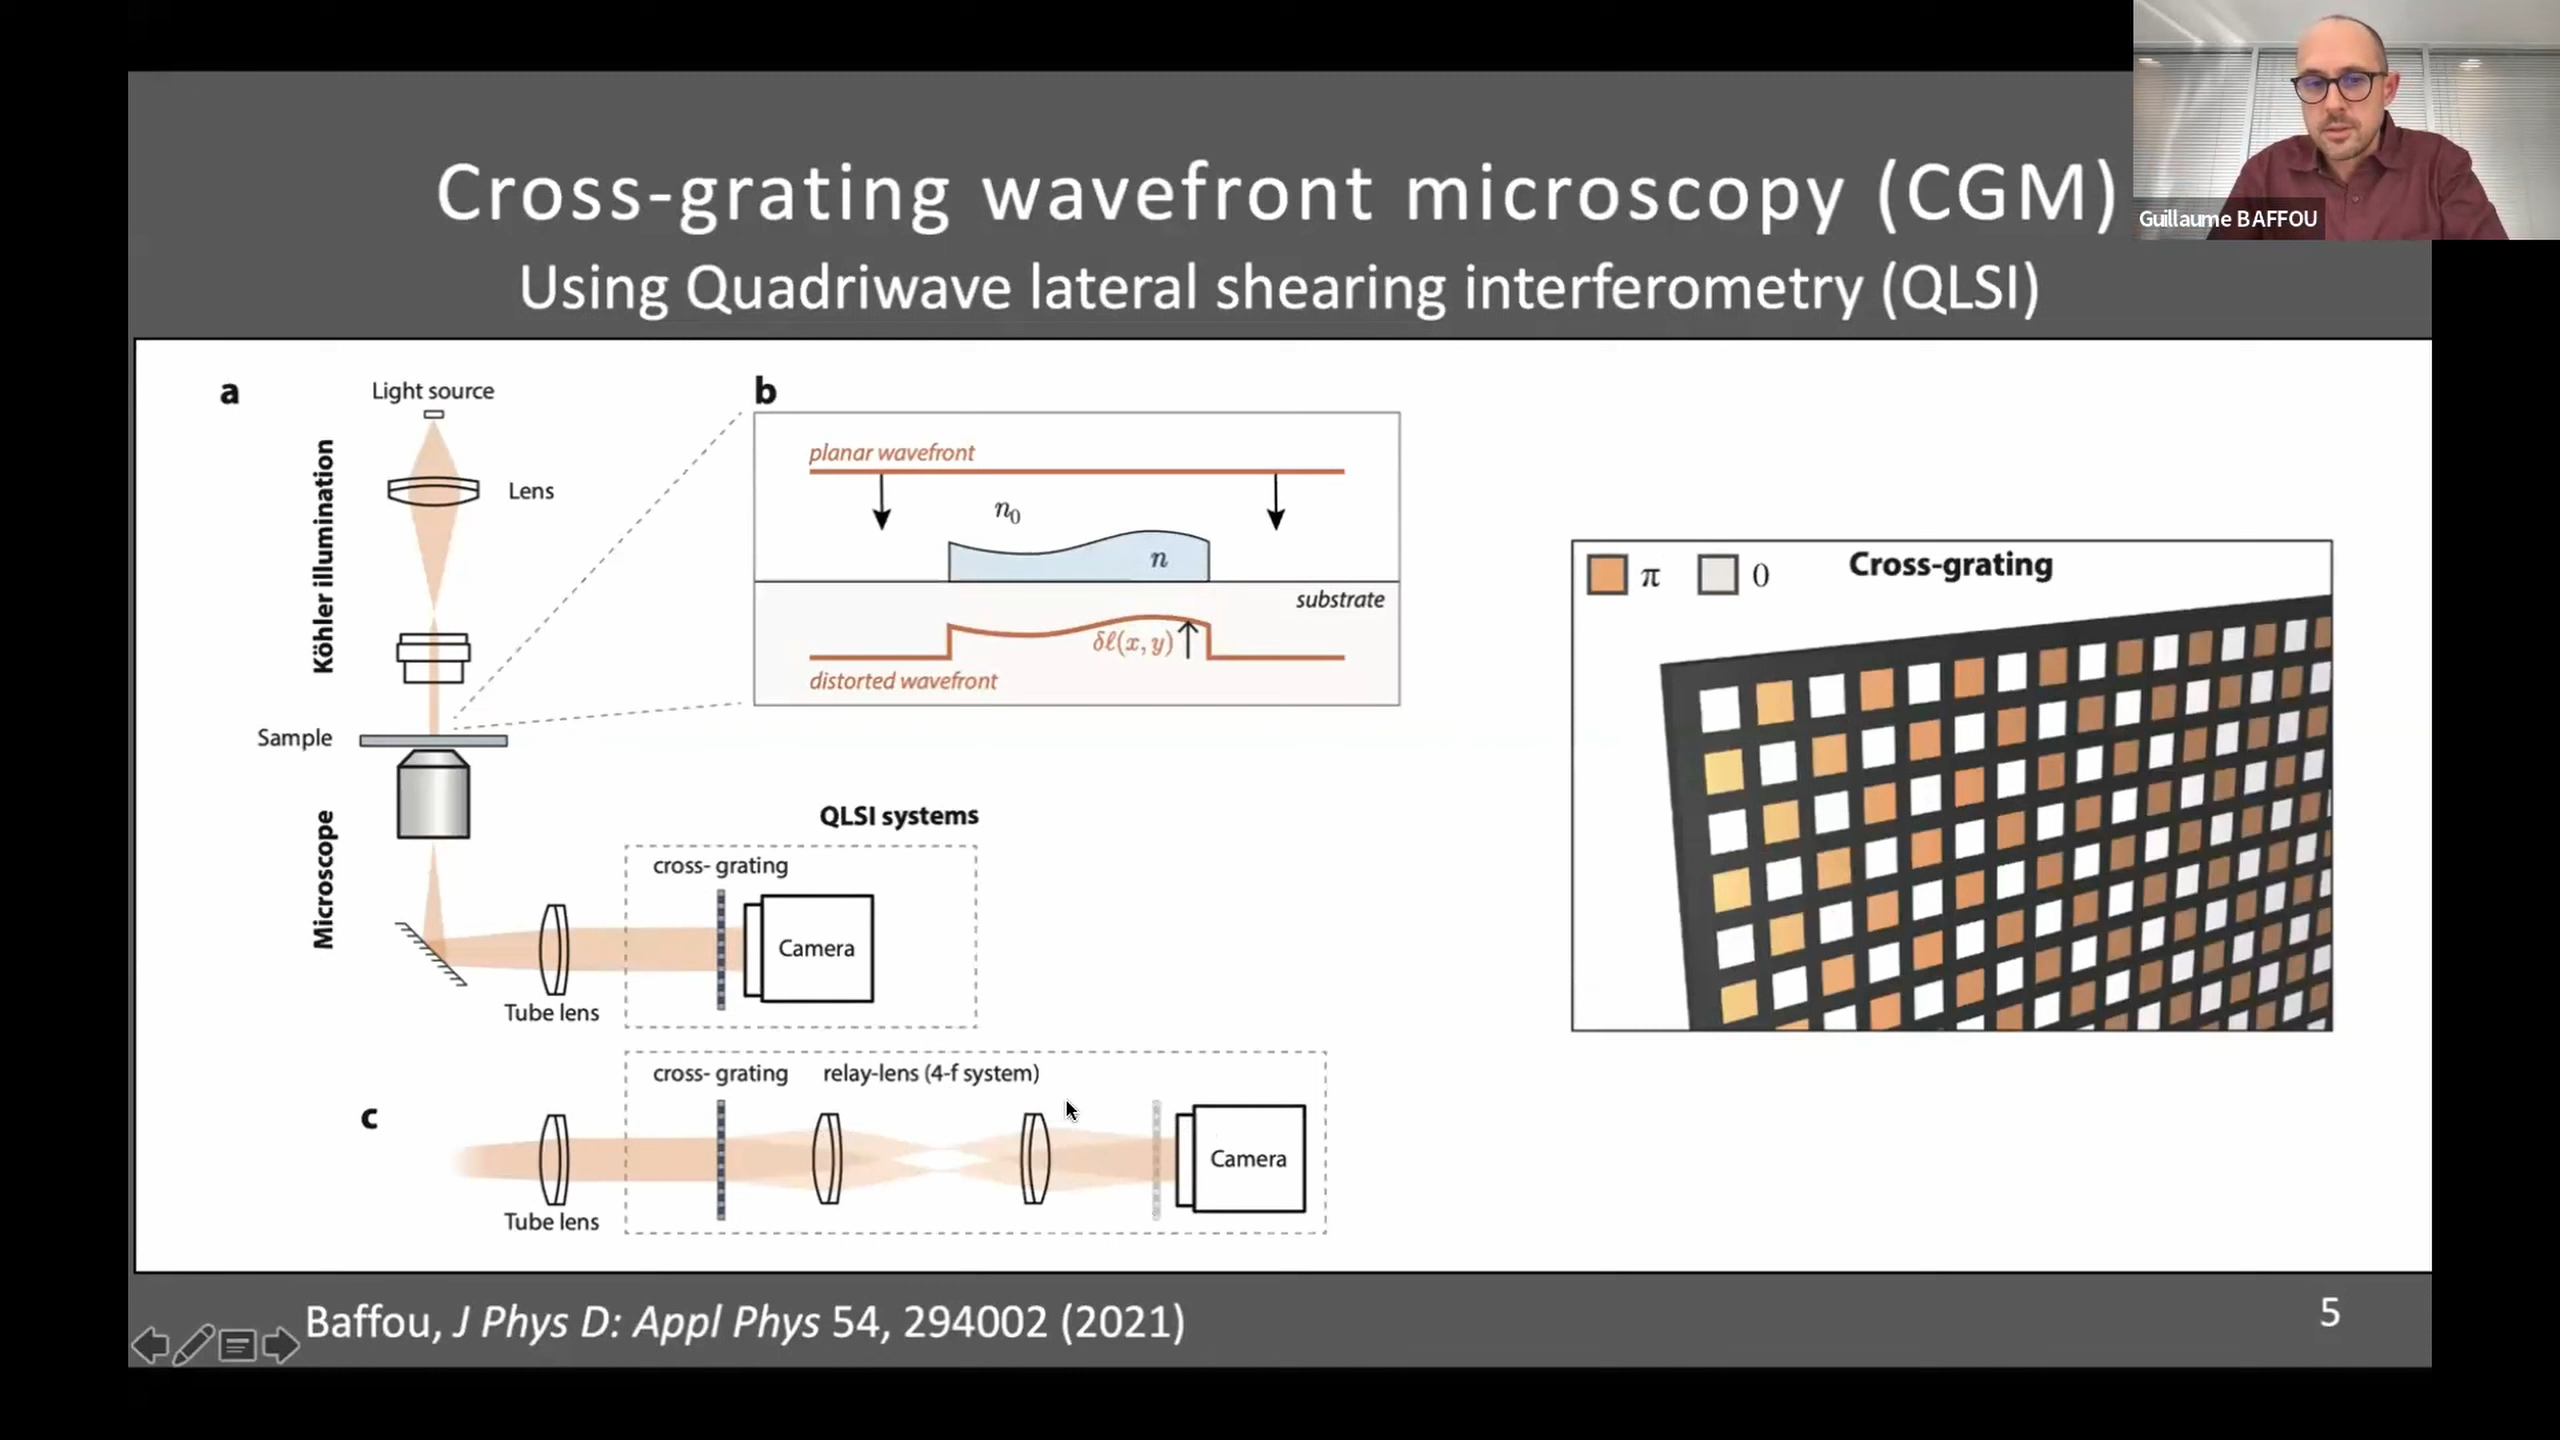 Cross-grating wavefront microscopy (CGM)
Using Quadriwave lateral shearing interferometry (QLSI)
Guillaume BAFFOU
a
Light source
Lens
Köhler illumination
Sample
Microscope
Tube lens
b
planar wavefront
n₀
n
substrate
δℓ(x, y)
distorted wavefront
QLSI systems
cross- grating
Camera
c
cross- grating relay-lens (4-f system)
Camera
Tube lens
π 0 Cross-grating
Baffou, J Phys D: Appl Phys 54, 294002 (2021)
5